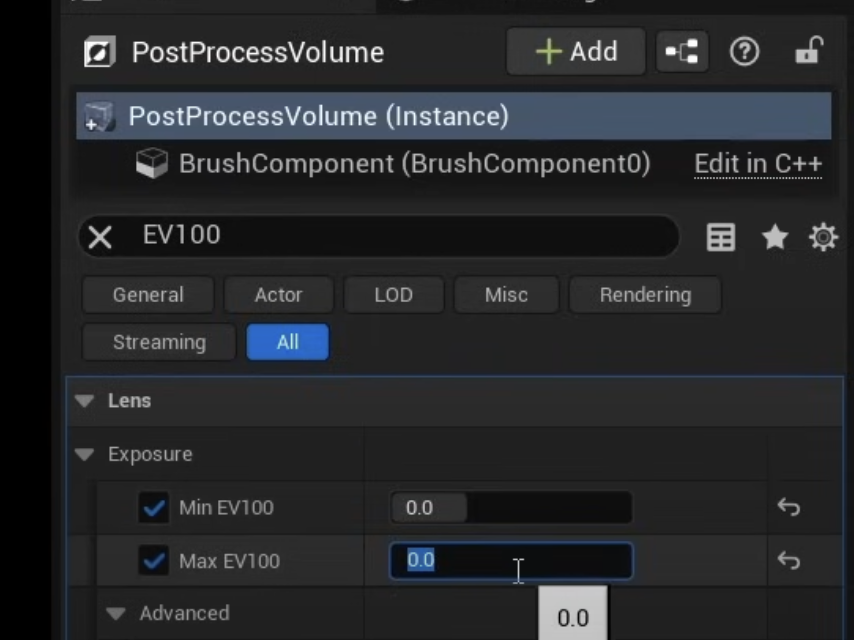 PostProcessVolume
Add
PostProcessVolume (Instance)
BrushComponent (BrushComponent0) Edit in C++
EV100
General Actor LOD Misc Rendering
Streaming All
Lens
Exposure
Min EV100 0.0
Max EV100 0.0
Advanced
0.0